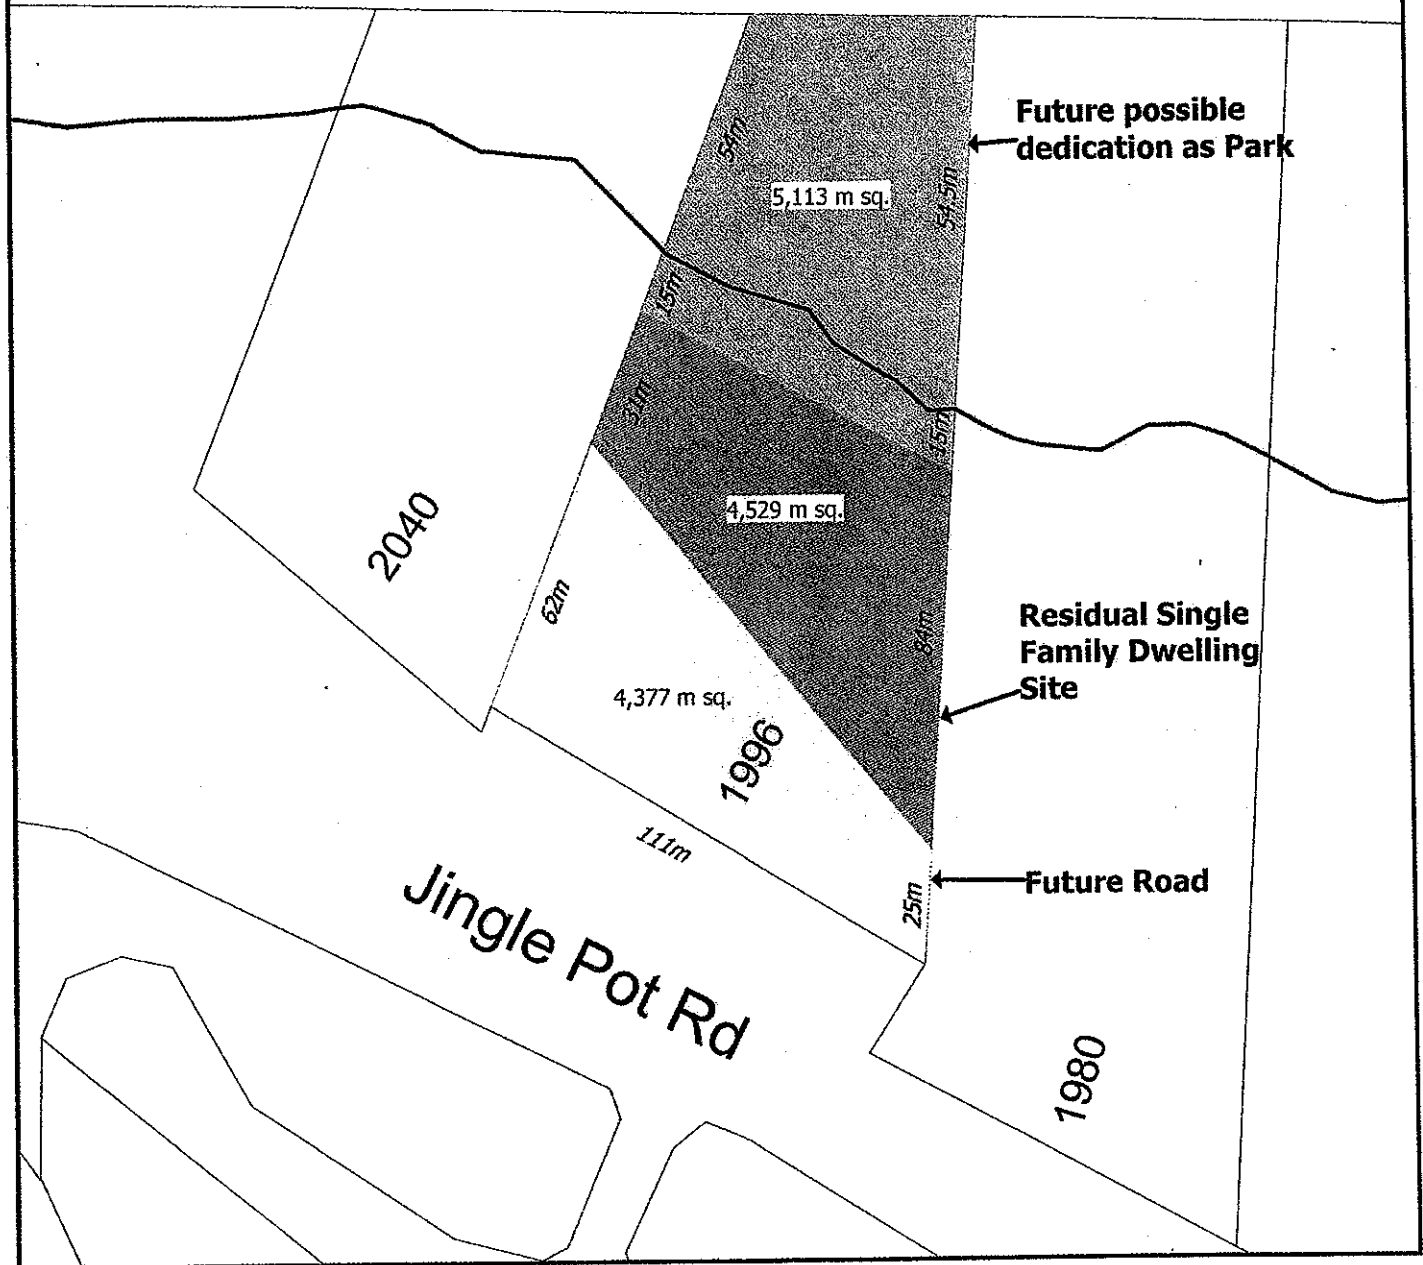 Future possible
dedication as Park
54m
5,113 m sq.
54.5m
15m
31m
15m
4,529 m sq.
2040
62m
84m
Residual Single
Family Dwelling
Site
4,377 m sq.
1996
111m
Jingle Pot Rd
25m
Future Road
1980